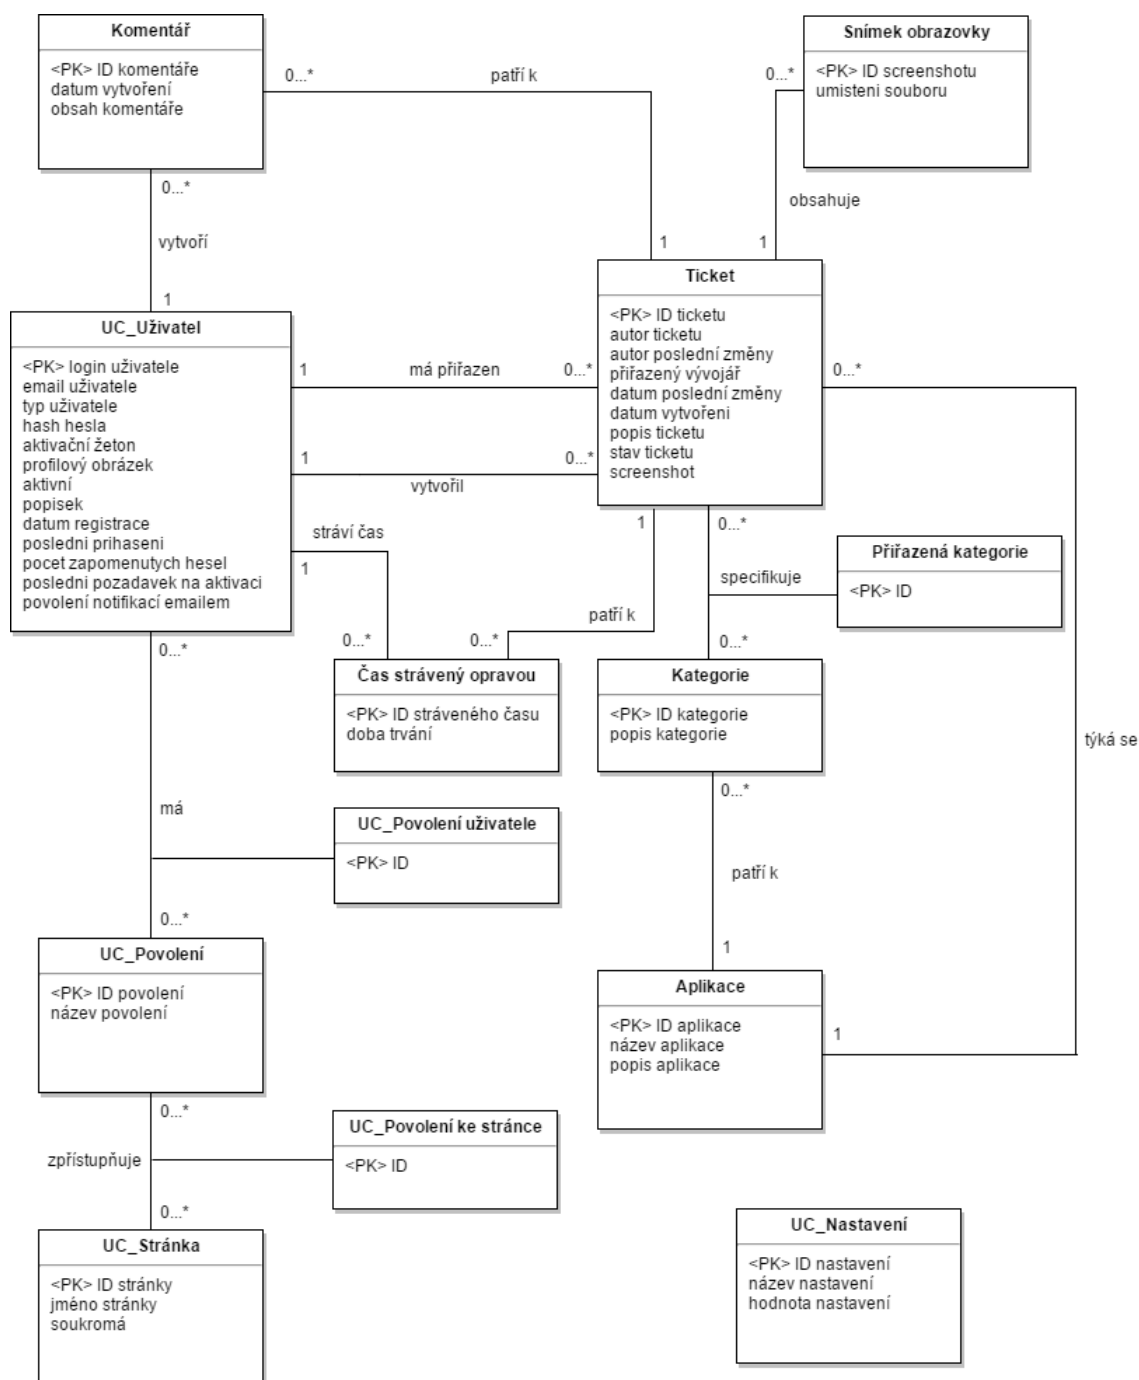 Komentář
<PK> ID komentáře
datum vytvoření
obsah komentáře
0...*
patří k
0...*
Snímek obrazovky
<PK> ID screenshotu
umisteni souboru
0...*
vytvoří
1
obsahuje
1
1
UC_Uživatel
<PK> login uživatele
email uživatele
typ uživatele
hash hesla
aktivační žeton
profilový obrázek
aktivní
popisek
datum registrace
posledni prihaseni
pocet zapomenutych hesel
posledni pozadavek na aktivaci
povolení notifikací emailem
1
má přiřazen
0...*
1
vytvořil
0...*
Ticket
<PK> ID ticketu
autor ticketu
autor poslední změny
přiřazený vývojář
datum poslední změny
datum vytvořeni
popis ticketu
stav ticketu
screenshot
0...*
stráví čas
1
1
0...*
specifikuje
Přiřazená kategorie
<PK> ID
patří k
0...*
0...*
0...*
0...*
Čas strávený opravou
<PK> ID stráveného času
doba trvání
Kategorie
<PK> ID kategorie
popis kategorie
týká se
0...*
má
UC_Povolení uživatele
<PK> ID
patří k
0...*
1
UC_Povolení
<PK> ID povolení
název povolení
Aplikace
<PK> ID aplikace
název aplikace
popis aplikace
1
0...*
zpřístupňuje
UC_Povolení ke stránce
<PK> ID
0...*
UC_Stránka
<PK> ID stránky
jméno stránky
soukromá
UC_Nastavení
<PK> ID nastavení
název nastavení
hodnota nastavení